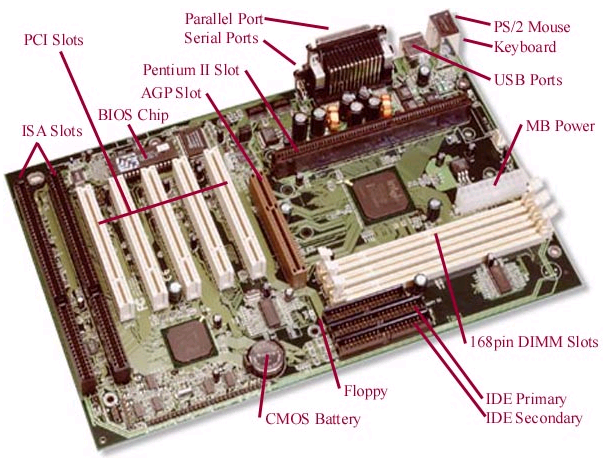 Parallel Port
Serial Ports
PS/2 Mouse
Keyboard
PCI Slots
Pentium II Slot
USB Ports
AGP Slot
BIOS Chip
ISA Slots
MB Power
168pin DIMM Slots
Floppy
IDE Primary
CMOS Battery
IDE Secondary